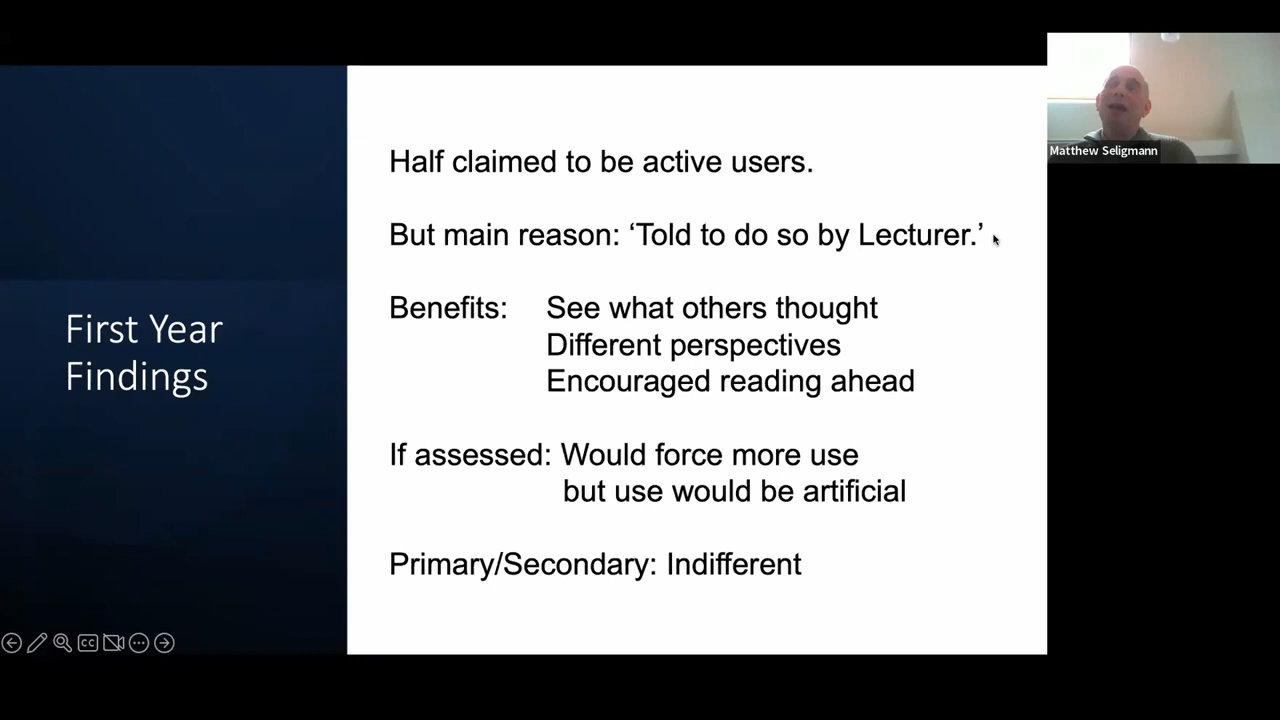 First Year
Findings
Half claimed to be active users.
But main reason: ‘Told to do so by Lecturer.’
Benefits: See what others thought
Different perspectives
Encouraged reading ahead
If assessed: Would force more use
but use would be artificial
Primary/Secondary: Indifferent
Matthew Seligmann
CC